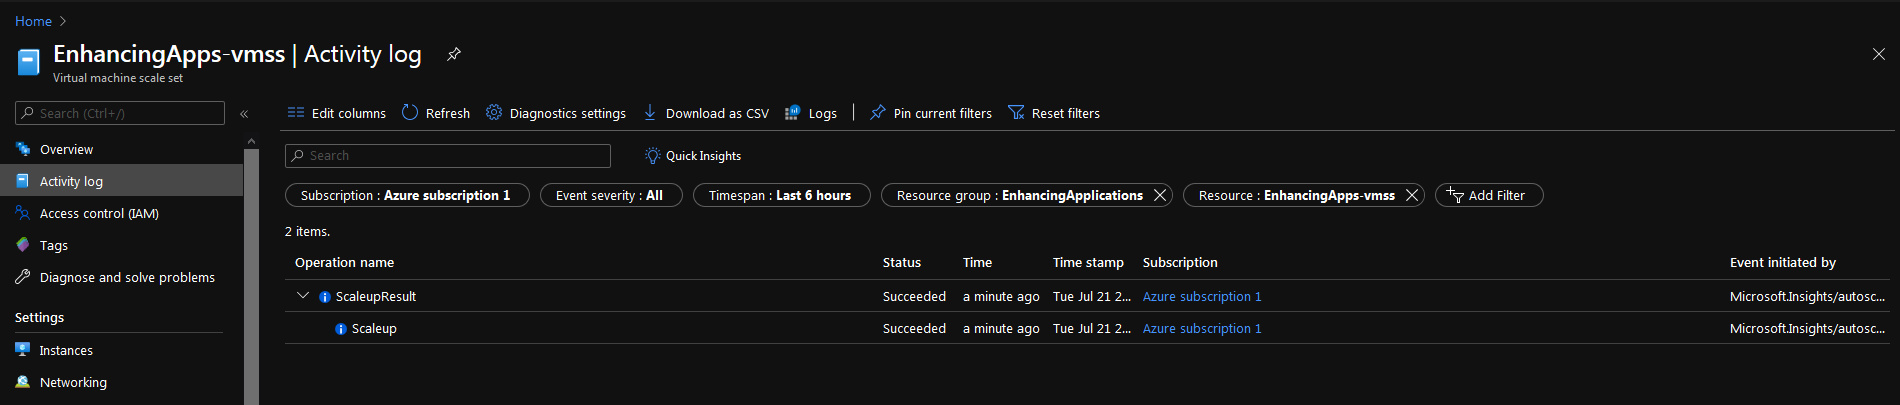 Home
EnhancingApps-vmss | Activity log
Virtual machine scale set
Search (Ctrl+/)
«
Edit columns
Refresh
Diagnostics settings
Download as CSV
Logs
Pin current filters
Reset filters
Overview
Activity log
Access control (IAM)
Tags
Diagnose and solve problems
Settings
Instances
Networking
Search
Quick Insights
Subscription : Azure subscription 1
Event severity : All
Timespan : Last 6 hours
Resource group : EnhancingApplications
Resource : EnhancingApps-vmss
Add Filter
2 items.
Operation name Status Time Time stamp Subscription Event initiated by
ScaleupResult Succeeded a minute ago Tue Jul 21 2... Azure subscription 1 Microsoft.Insights/autosc...
Scaleup Succeeded a minute ago Tue Jul 21 2... Azure subscription 1 Microsoft.Insights/autosc...